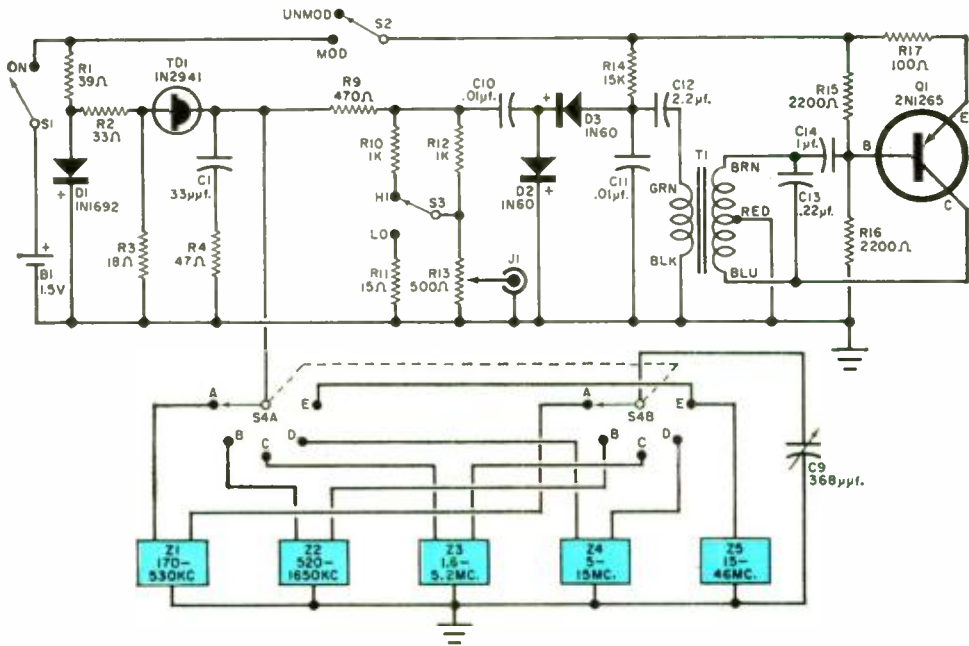 UNMOD
S2
MOD
ON
R1
39Ω
TD1
1N2941
R9
470Ω
C10
.01µf.
R14
15K
C12
2.2µf.
R17
100Ω
R15
2200Ω
Q1
2N1265
E
S1
R2
33Ω
+
D3
1N60
R10
1K
R12
1K
C14
1µf.
B
D1
1N1692
+
C1
33µµf.
HI
S3
D2
1N60
+
C11
.01µf.
T1
GRN
BRN
RED
C13
.22µf.
C
+
B1
1.5V
R3
18Ω
R4
47Ω
LO
R11
15Ω
R13
500Ω
J1
BLK
BLU
R16
2200Ω
A
S4A
E
B
C
D
A
S4B
E
B
C
D
C9
368µµf.
Z1
170-
530KC
Z2
520-
1650KC
Z3
1.6-
5.2MC.
Z4
5-
15MC.
Z5
15-
46MC.